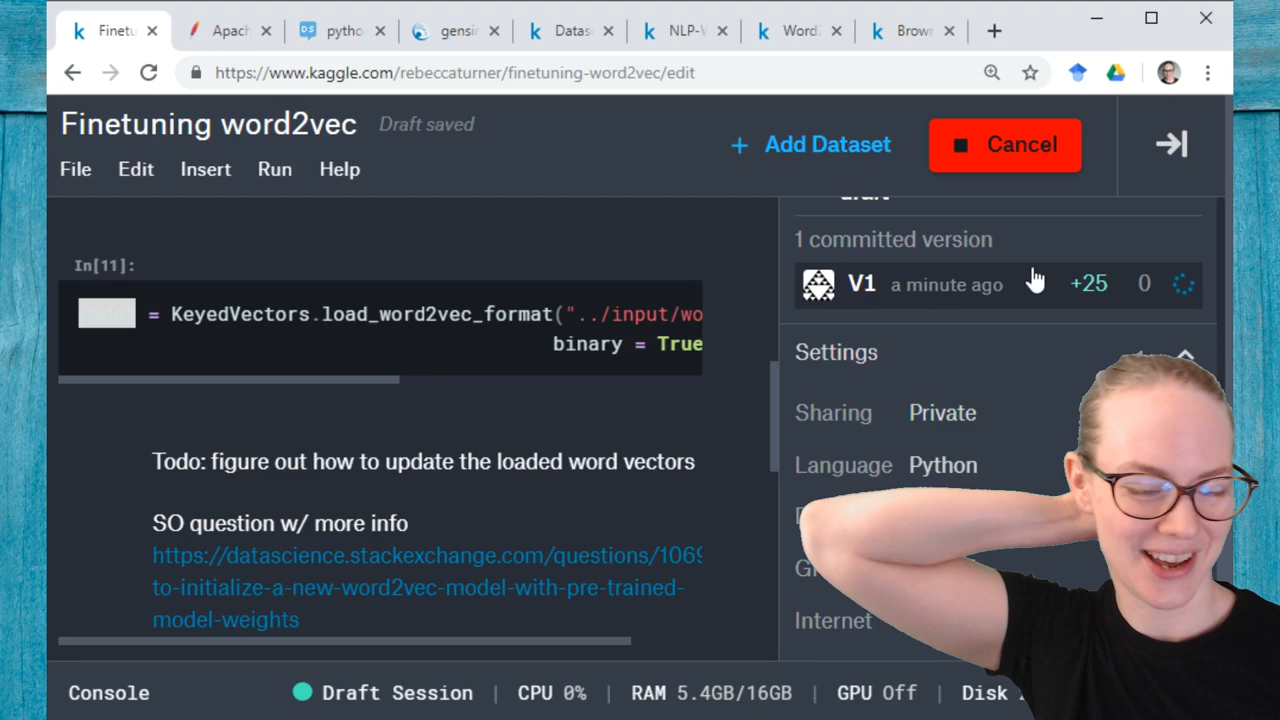 Finetu
Apach
pytho
gensin
Datas
NLP-
Word
Brow
https://www.kaggle.com/rebeccaturner/finetuning-word2vec/edit
Finetuning word2vec Draft saved
+ Add Dataset
Cancel
File Edit Insert Run Help
draft
1 committed version
In[11]:
V1 a minute ago +25 0
= KeyedVectors.load_word2vec_format("../input/wo
binary = True
Settings
Sharing Private
Todo: figure out how to update the loaded word vectors
Language Python
SO question w/ more info
https://datascience.stackexchange.com/questions/1069
to-initialize-a-new-word2vec-model-with-pre-trained-
model-weights
Internet
Console
Draft Session | CPU 0% | RAM 5.4GB/16GB | GPU Off | Disk